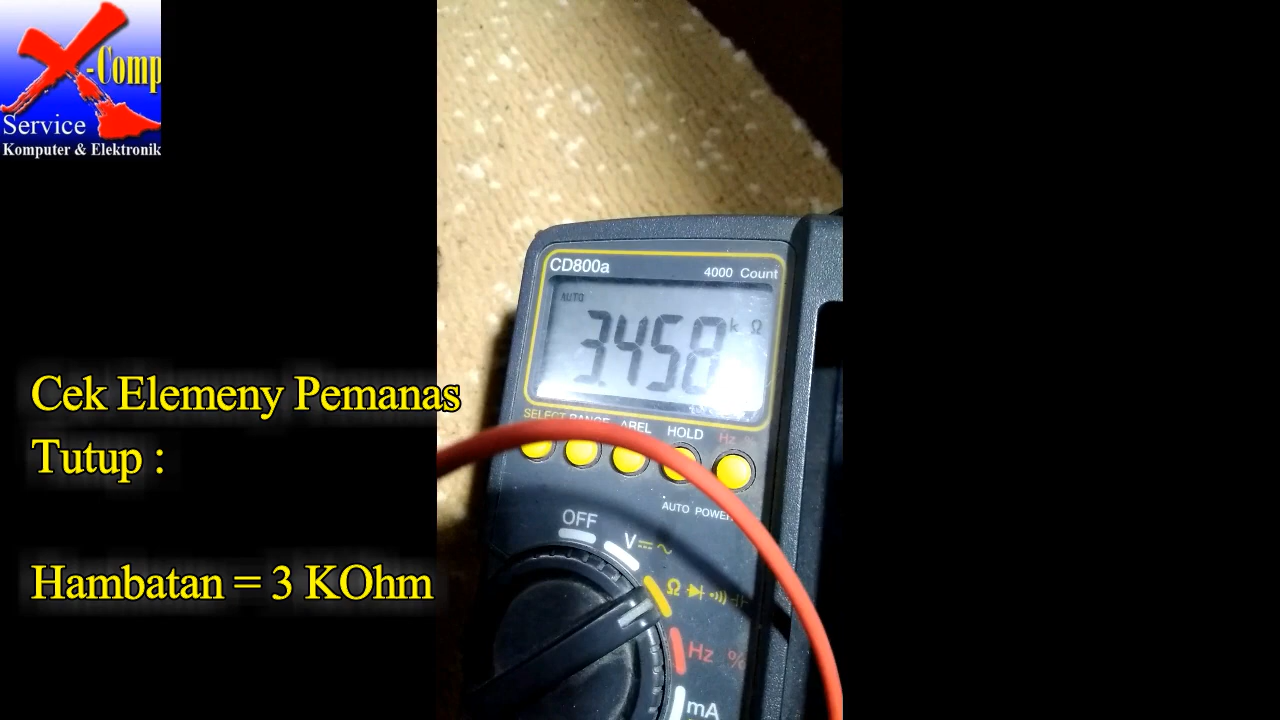 -Comp
Service
Komputer & Elektronik
Cek Elemeny Pemanas
Tutup :
Hambatan = 3 KOhm
CD800a
4000 Count
AUTO
3.458 k Ω
SELECT RANGE ΔREL HOLD Hz %
AUTO POWER
OFF
V
Ω
Hz %
mA